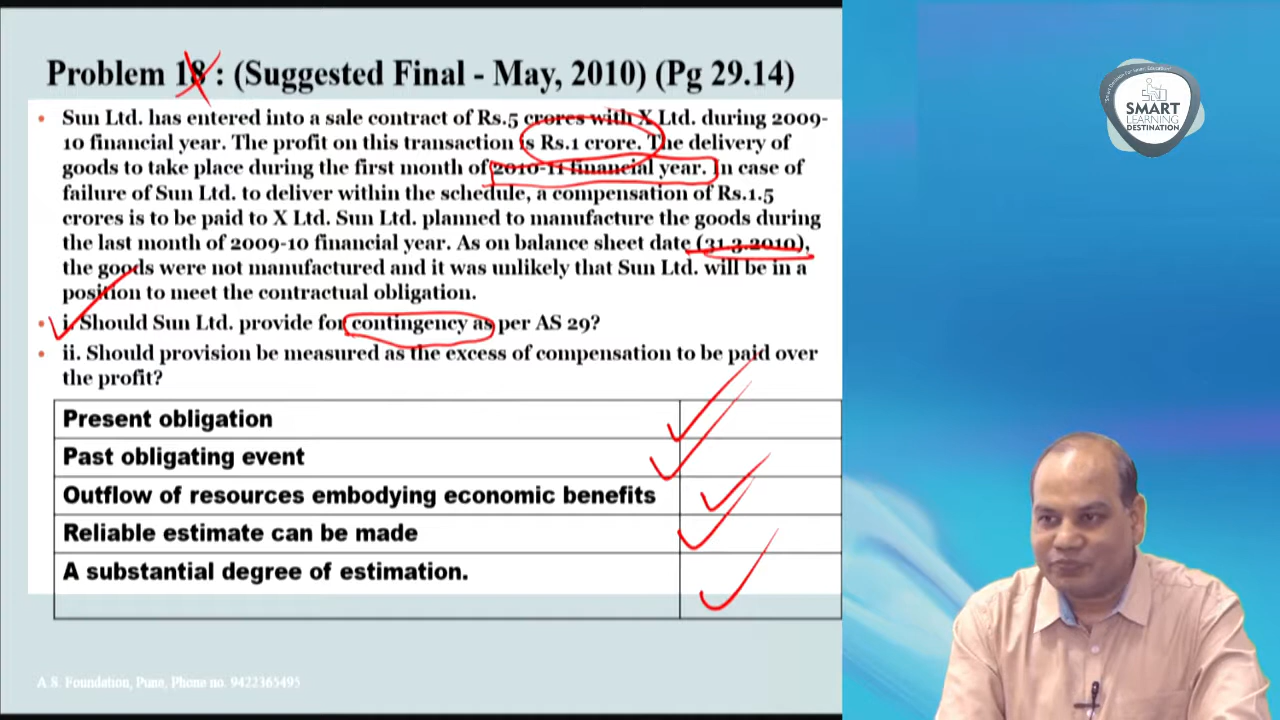 Problem 18 : (Suggested Final - May, 2010) (Pg 29.14)
• Sun Ltd. has entered into a sale contract of Rs.5 crores with X Ltd. during 2009-
10 financial year. The profit on this transaction is Rs.1 crore. The delivery of
goods to take place during the first month of 2010-11 financial year. In case of
failure of Sun Ltd. to deliver within the schedule, a compensation of Rs.1.5
crores is to be paid to X Ltd. Sun Ltd. planned to manufacture the goods during
the last month of 2009-10 financial year. As on balance sheet date (31.3.2010),
the goods were not manufactured and it was unlikely that Sun Ltd. will be in a
position to meet the contractual obligation.
• i. Should Sun Ltd. provide for contingency as per AS 29?
• ii. Should provision be measured as the excess of compensation to be paid over
the profit?
Present obligation
Past obligating event
Outflow of resources embodying economic benefits
Reliable estimate can be made
A substantial degree of estimation.
A.S. Foundation, Pune, Phone no. 9422365495
SMART
LEARNING
DESTINATION